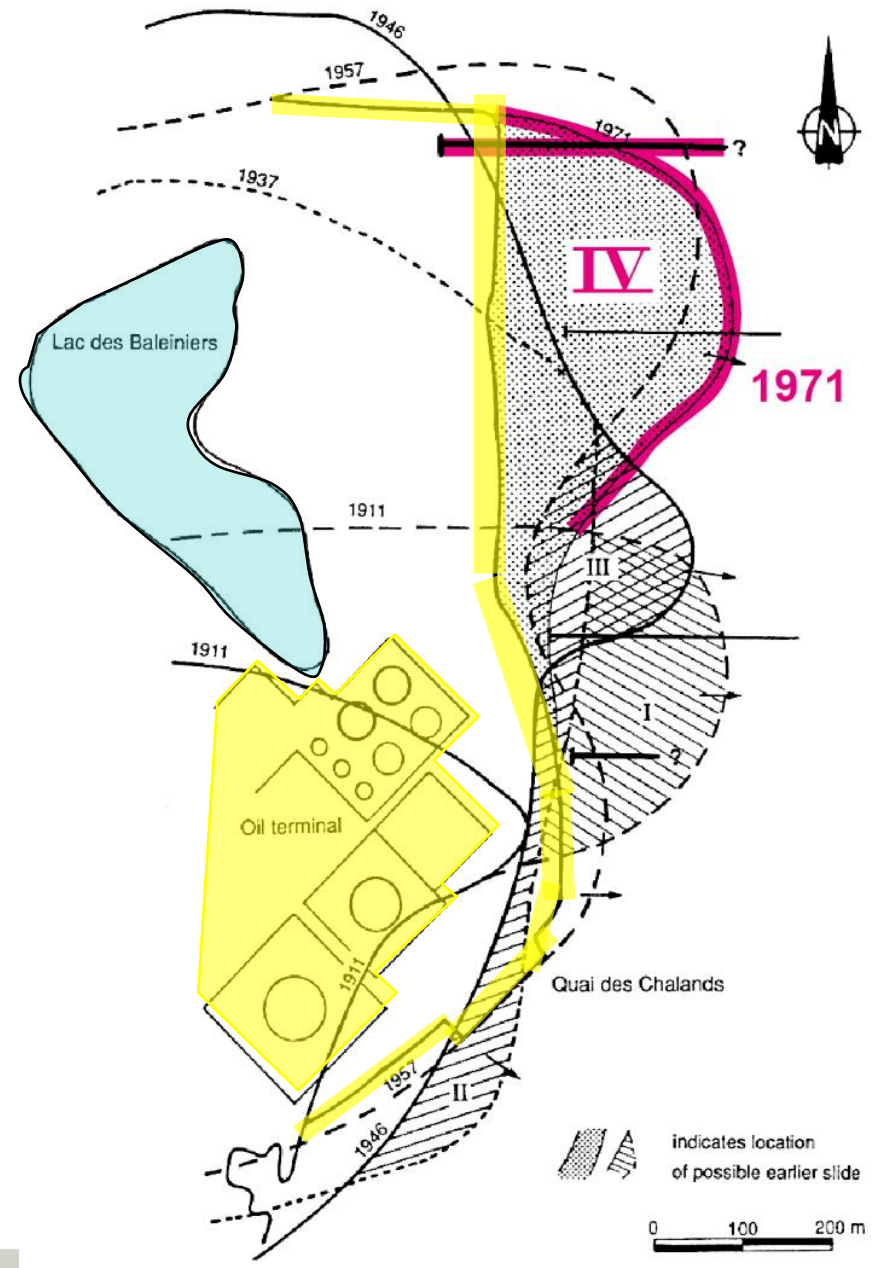 1946
1957
1971
N
?
1937
IV
Lac des Baleiniers
1971
1911
III
1911
I
?
Oil terminal
1911
Quai des Chalands
1957
II
1946
indicates location
of possible earlier slide
0 100 200 m